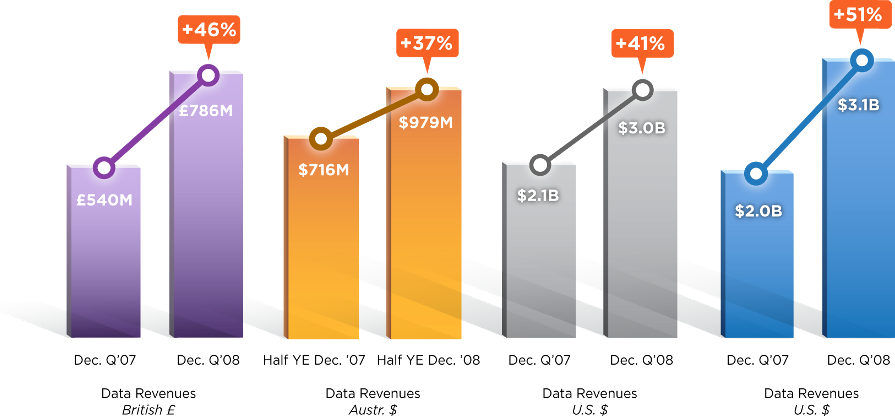 +46%
+37%
+41%
+51%
£786M
£540M
$979M
$716M
$3.0B
$2.1B
$3.1B
$2.0B
Dec. Q'07
Dec. Q'08
Half YE Dec. '07
Half YE Dec. '08
Dec. Q'07
Dec. Q'08
Dec. Q'07
Dec. Q'08
Data Revenues
British £
Data Revenues
Austr. $
Data Revenues
U.S. $
Data Revenues
U.S. $